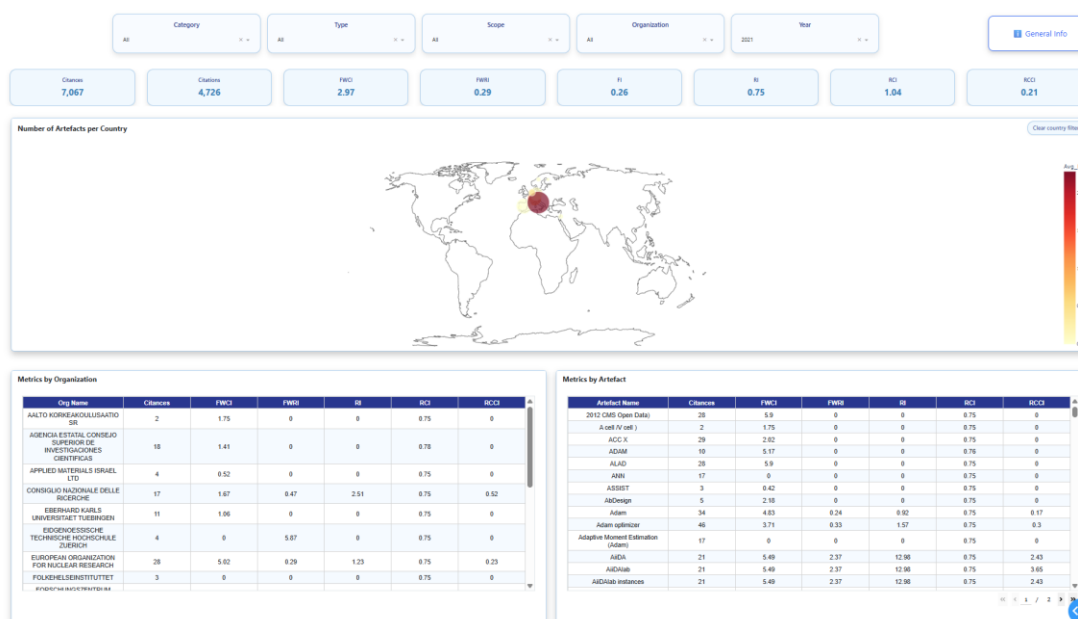 Category Type Scope Organization Year
All All All All 2021
General Info
Citances Citations FWCI FWRI FI RI RCI RCCI
7,067 4,726 2.97 0.29 0.26 0.75 1.04 0.21
Number of Artefacts per Country
Clear country filter
Metrics by Organization
Org Name Citances FWCI FWRI RI RCI RCCI
AALTO KORKEAKOULUSAATIO
SR
2 1.75 0 0 0.75 0
AGENCIA ESTATAL CONSEJO
SUPERIOR DE
INVESTIGACIONES
CIENTIFICAS
18 1.41 0 0 0.78 0
APPLIED MATERIALS ISRAEL
LTD
4 0.52 0 0 0.75 0
CONSIGLIO NAZIONALE DELLE
RICERCHE
17 1.67 0.47 2.51 0.75 0.52
EBERHARD KARLS
UNIVERSITAET TUEBINGEN
11 1.06 0 0 0.75 0
EIDGENOESSISCHE
TECHNISCHE HOCHSCHULE
ZUERICH
4 0 5.87 0 0.75 0
EUROPEAN ORGANIZATION
FOR NUCLEAR RESEARCH
28 5.02 0.29 1.23 0.75 0.23
FOLKEHELSEINSTITUTTET 3 0 0 0 0.75 0
FORSCHUNGSZENTRUM
Metrics by Artefact
Artefact Name Citances FWCI FWRI RI RCI RCCI
2012 CMS Open Data) 28 5.9 0 0 0.75 0
A cell /V cell ) 2 1.75 0 0 0.75 0
ACC X 29 2.02 0 0 0.75 0
ADAM 10 5.17 0 0 0.76 0
ALAD 28 5.9 0 0 0.75 0
ANN 17 0 0 0 0.75 0
ASSIST 3 0.42 0 0 0.75 0
AbDesign 5 2.18 0 0 0.75 0
Adam 34 4.83 0.24 0.92 0.75 0.17
Adam optimizer 46 3.71 0.33 1.57 0.75 0.3
Adaptive Moment Estimation
(Adam)
17 0 0 0 0.75 0
AiiDA 21 5.49 2.37 12.98 0.75 2.43
AiiDAlab 21 5.49 2.37 12.98 0.75 3.65
AiiDAlab instances 21 5.49 2.37 12.98 0.75 2.43
1 / 2